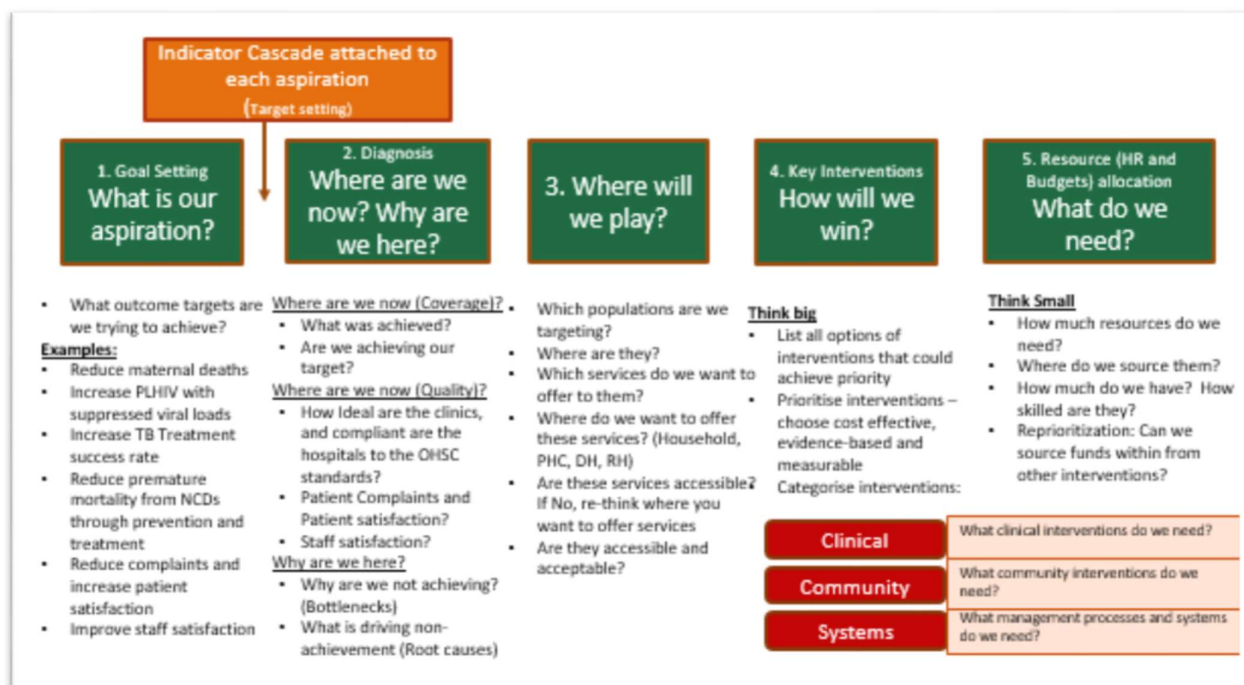 Indicator Cascade attached to
each aspiration
(Target setting)
1. Goal Setting
What is our
aspiration?
2. Diagnosis
Where are we
now? Why are
we here?
3. Where will
we play?
4. Key Interventions
How will we
win?
5. Resource (HR and
Budgets) allocation
What do we
need?
• What outcome targets are
we trying to achieve?
Examples:
• Reduce maternal deaths
• Increase PLHIV with
suppressed viral loads
• Increase TB Treatment
success rate
• Reduce premature
mortality from NCDs
through prevention and
treatment
• Reduce complaints and
increase patient
satisfaction
• Improve staff satisfaction
Where are we now (Coverage)?
• What was achieved?
• Are we achieving our
target?
Where are we now (Quality)?
• How Ideal are the clinics,
and compliant are the
hospitals to the OHSC
standards?
• Patient Complaints and
Patient satisfaction?
• Staff satisfaction?
Why are we here?
• Why are we not achieving?
(Bottlenecks)
• What is driving non-
achievement (Root causes)
• Which populations are we
targeting?
• Where are they?
• Which services do we want to
offer to them?
• Where do we want to offer
these services? (Household,
PHC, DH, RH)
• Are these services accessible?
If No, re-think where you
want to offer services
• Are they accessible and
acceptable?
Think big
• List all options of
interventions that could
achieve priority
• Prioritise interventions –
choose cost effective,
evidence-based and
measurable
• Categorise interventions:
Think Small
• How much resources do we
need?
• Where do we source them?
• How much do we have? How
skilled are they?
• Reprioritization: Can we
source funds within from
other interventions?
Clinical
What clinical interventions do we need?
Community
What community interventions do we
need?
Systems
What management processes and systems
do we need?